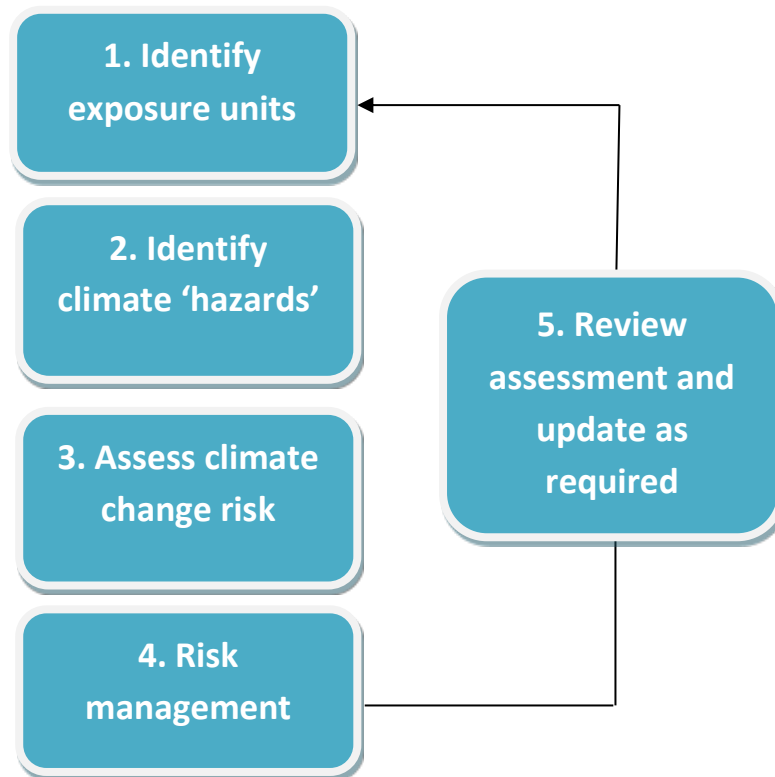 1. Identify
exposure units
2. Identify
climate ‘hazards’
3. Assess climate
change risk
4. Risk
management
5. Review
assessment and
update as
required